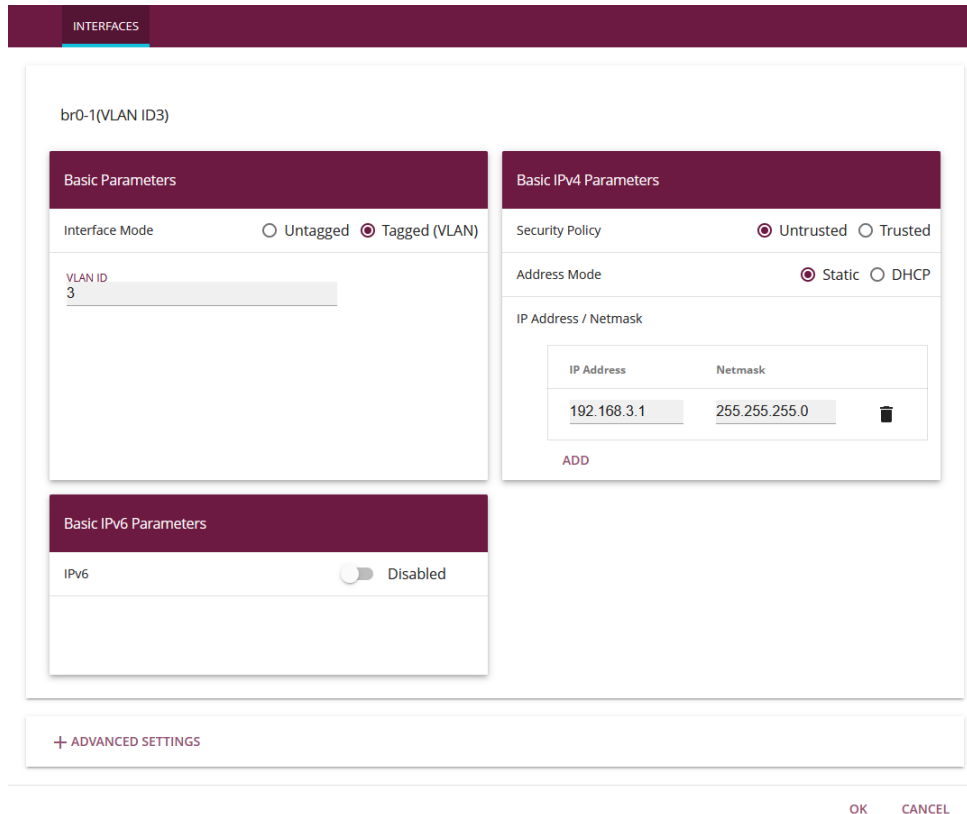 INTERFACES
br0-1(VLAN ID3)
Basic Parameters
Interface Mode Untagged Tagged (VLAN)
VLAN ID
3
Basic IPv4 Parameters
Security Policy Untrusted Trusted
Address Mode Static DHCP
IP Address / Netmask
IP Address Netmask
192.168.3.1 255.255.255.0
ADD
Basic IPv6 Parameters
IPv6 Disabled
+ ADVANCED SETTINGS
OK CANCEL